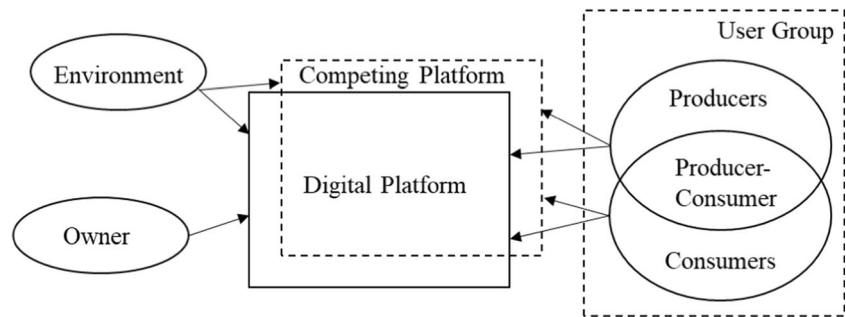 User Group
Environment
Competing Platform
Producers
Digital Platform
Producer-
Consumer
Owner
Consumers